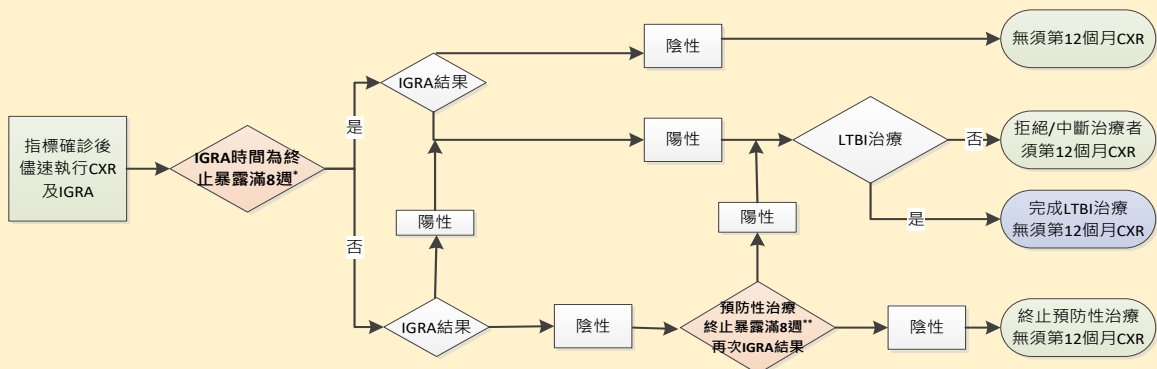 指標確診後
儘速執行CXR
及IGRA
IGRA時間為終
止暴露滿8週*
是
否
IGRA結果
陰性
無須第12個月CXR
陽性
LTBI治療
否
拒絕/中斷治療者
須第12個月CXR
是
完成LTBI治療
無須第12個月CXR
陽性
陽性
IGRA結果
陰性
預防性治療
終止暴露滿8週**
再次IGRA結果
陰性
終止預防性治療
無須第12個月CXR